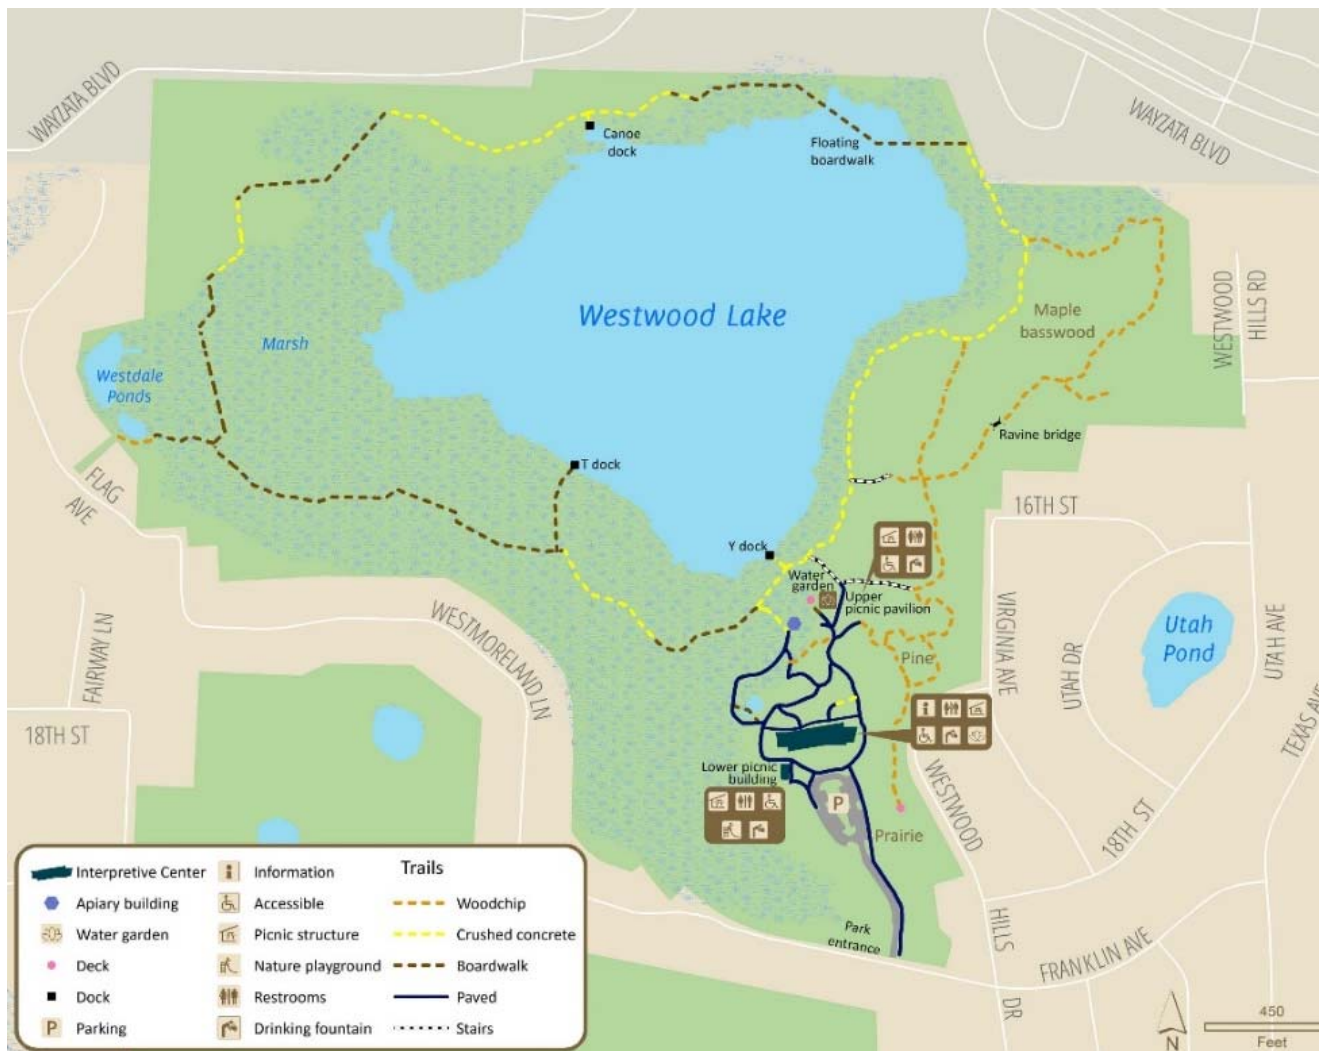 WAYZATA BLVD
WAYZATA BLVD
Canoe
dock
Floating
boardwalk
Westwood Lake
Maple
basswood
WESTWOOD
HILLS RD
Marsh
Westdale
Ponds
Ravine bridge
T dock
FLAG
AVE
16TH ST
Y dock
Water
garden
Upper
picnic pavilion
VIRGINIA AVE
UTAH DR
Utah
Pond
UTAH AVE
TEXAS AVE
FAIRWAY LN
WESTMORELAND LN
Pine
18TH ST
Lower picnic
building
P
Prairie
WESTWOOD
HILLS
DR
18TH ST
Park
entrance
FRANKLIN AVE
Interpretive Center
Apiary building
Water garden
Deck
Dock
P Parking
i Information
Accessible
Picnic structure
Nature playground
Restrooms
Drinking fountain
Trails
Woodchip
Crushed concrete
Boardwalk
Paved
Stairs
N
450
Feet